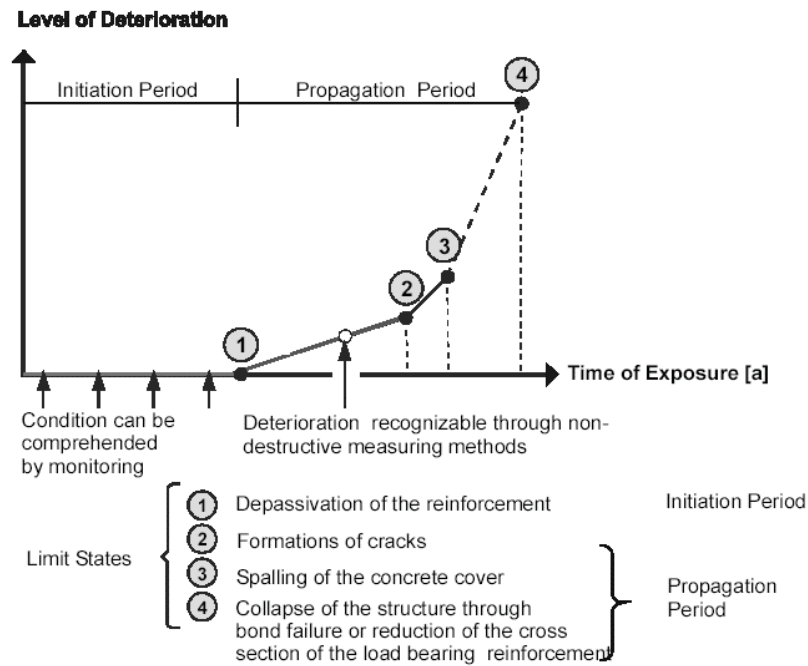 Level of Deterioration
Initiation Period
Propagation Period
4
3
2
1
Time of Exposure [a]
Condition can be
comprehended
by monitoring
Deterioration recognizable through non-
destructive measuring methods
Limit States
1 Depassivation of the reinforcement
Initiation Period
2 Formations of cracks
3 Spalling of the concrete cover
4 Collapse of the structure through
bond failure or reduction of the cross
section of the load bearing reinforcement
Propagation
Period